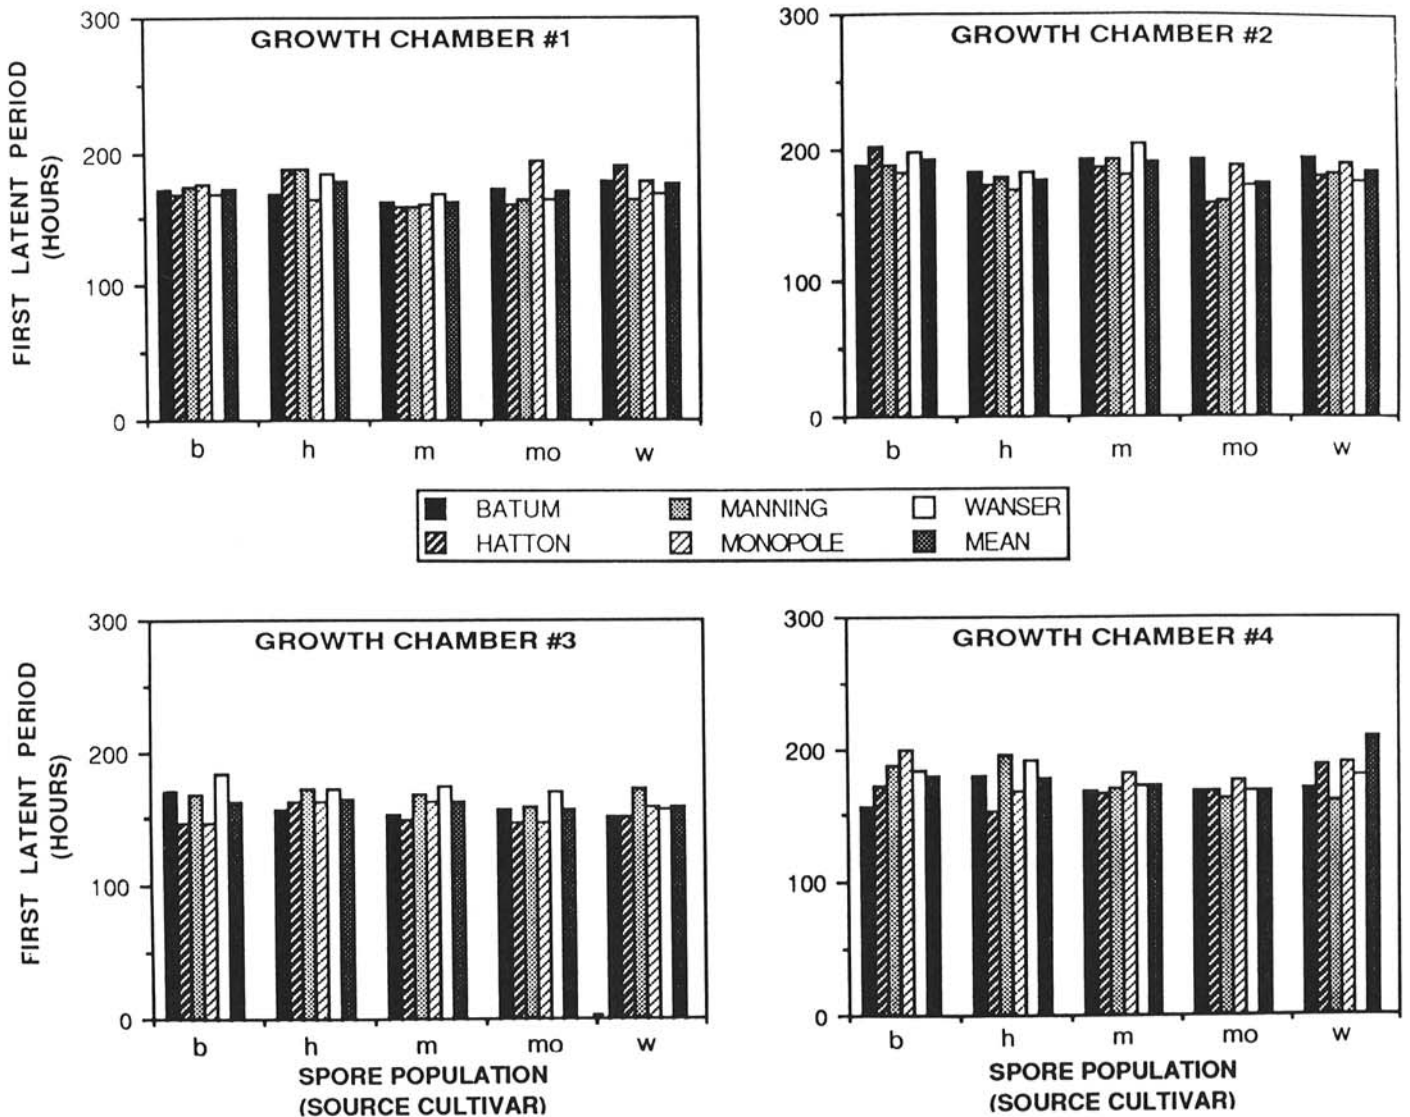 GROWTH CHAMBER #1
300
200
100
0
FIRST LATENT PERIOD
(HOURS)
b h m mo w
GROWTH CHAMBER #2
300
200
100
0
b h m mo w
BATUM MANNING WANSER
HATTON MONOPOLE MEAN
GROWTH CHAMBER #3
300
200
100
0
FIRST LATENT PERIOD
(HOURS)
b h m mo w
SPORE POPULATION
(SOURCE CULTIVAR)
GROWTH CHAMBER #4
300
200
100
0
b h m mo w
SPORE POPULATION
(SOURCE CULTIVAR)